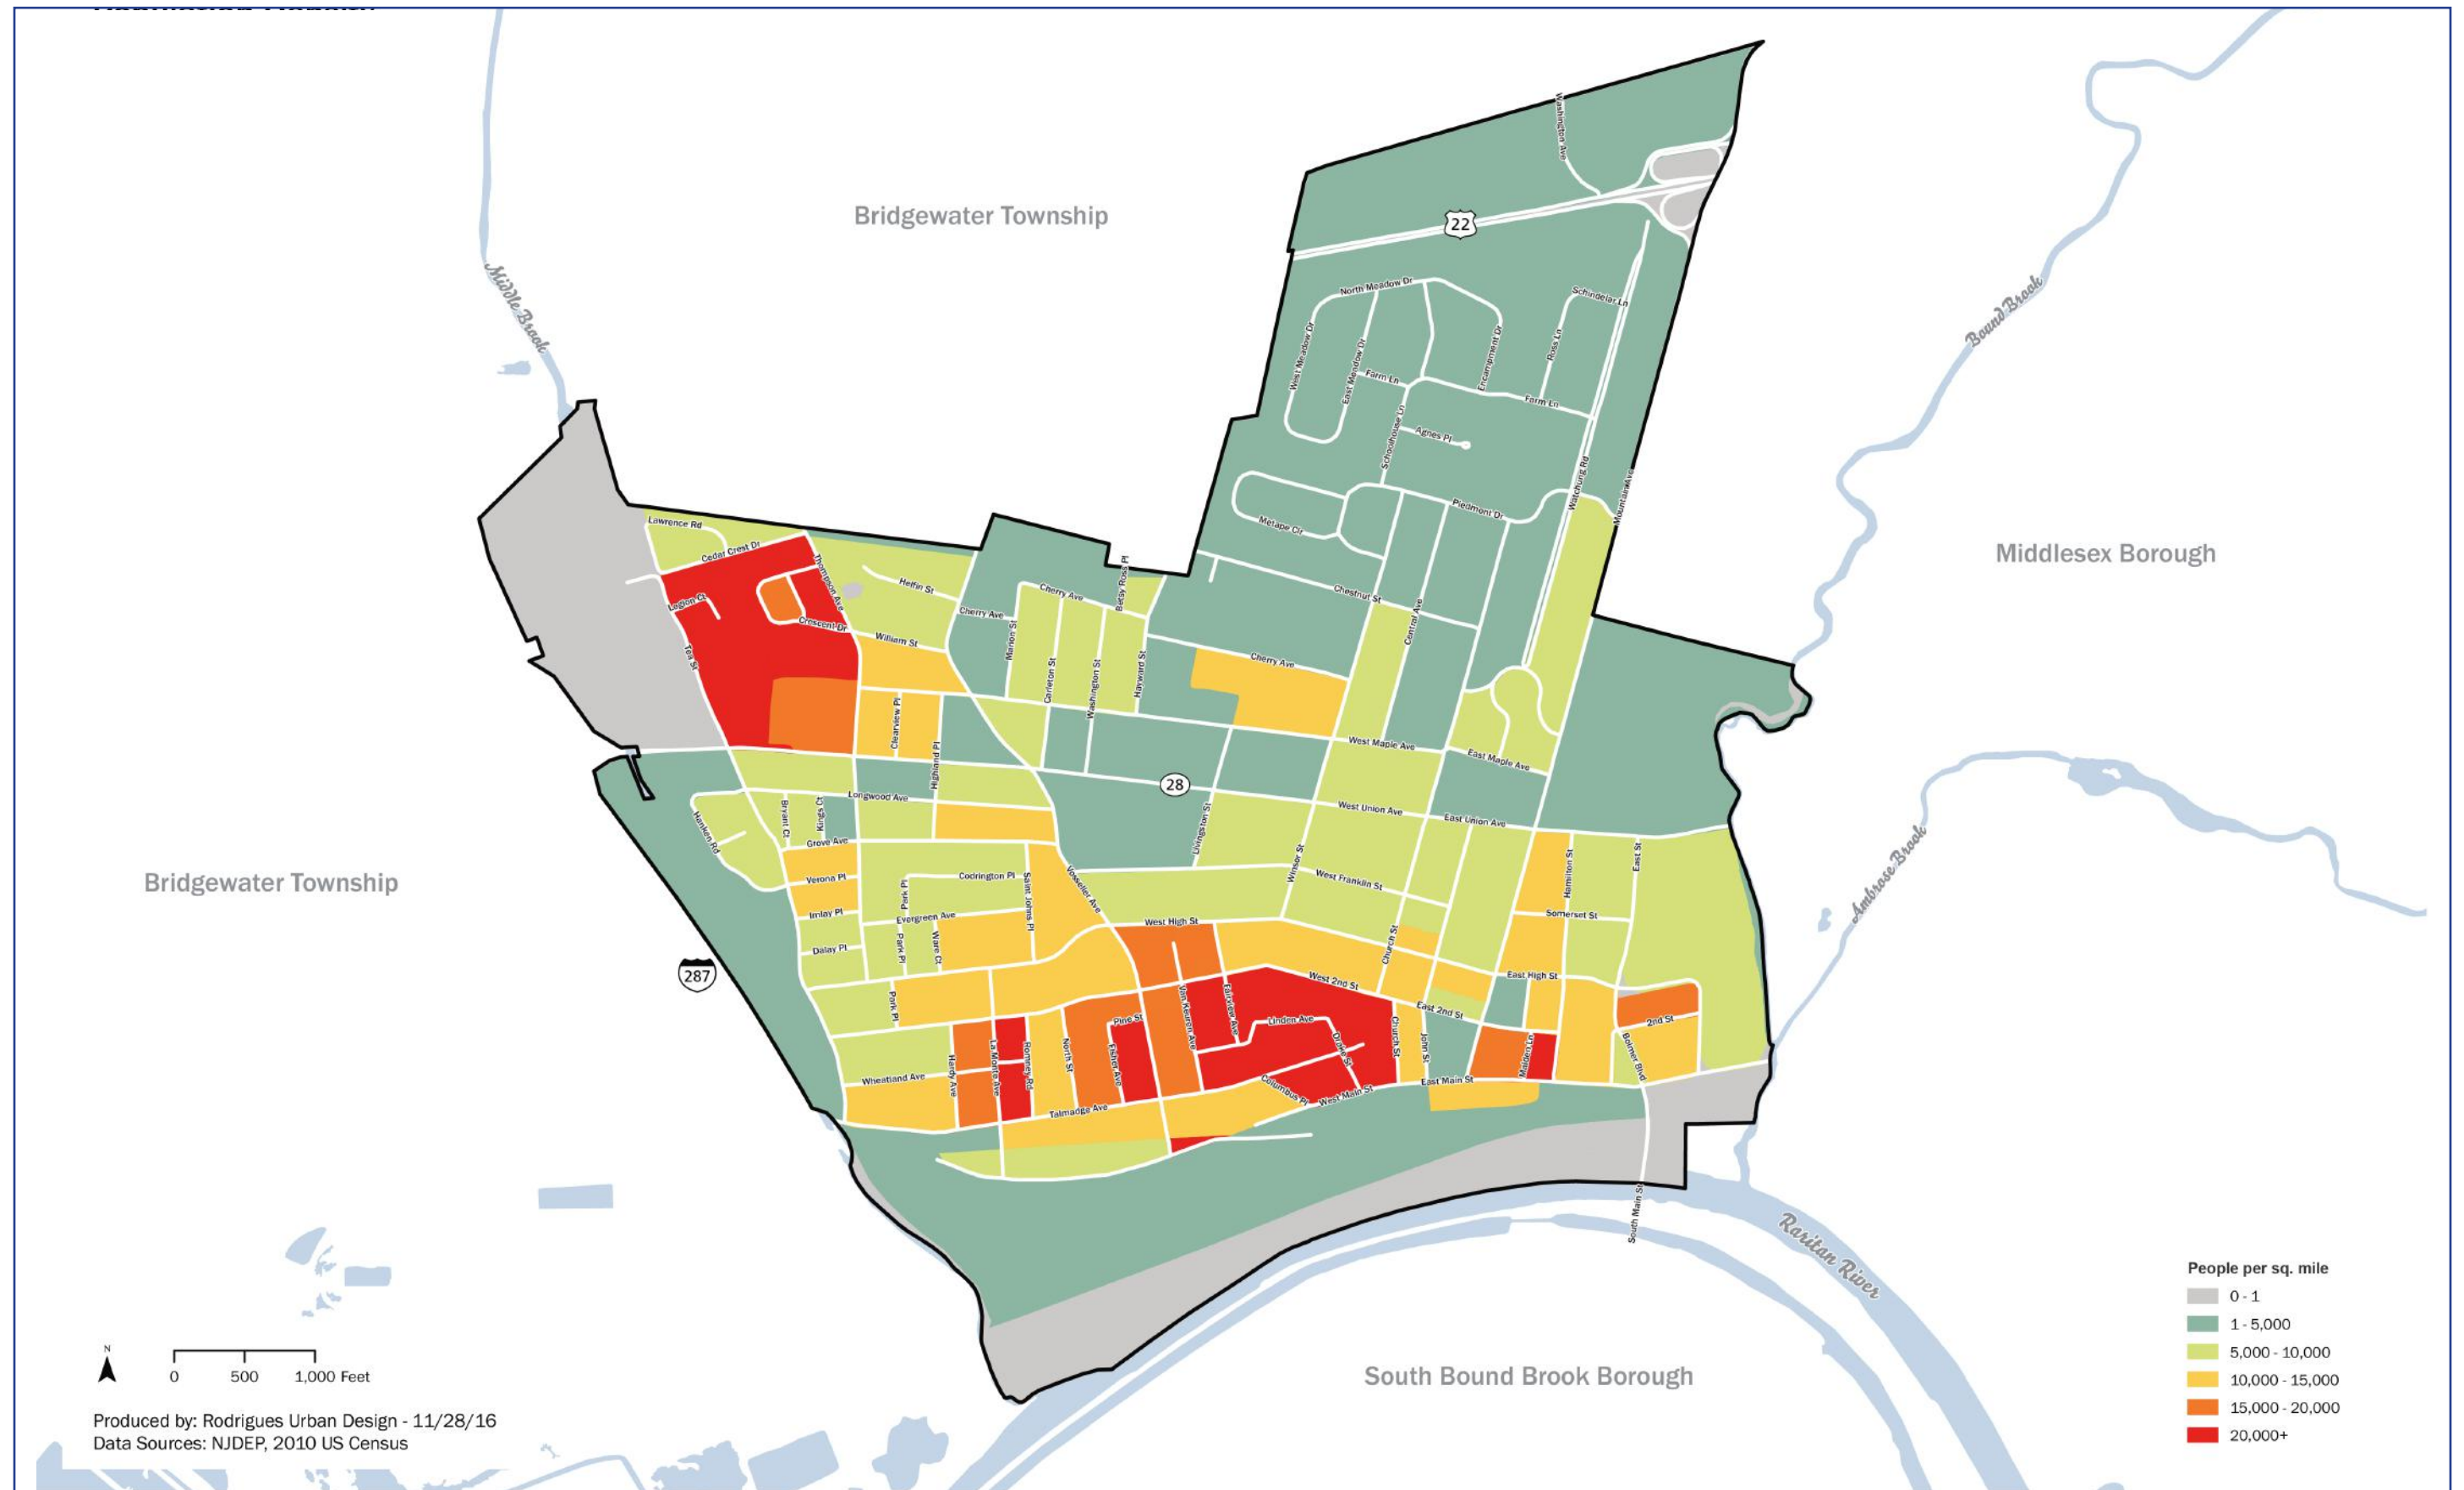 Washington Ave
Bridgewater Township
22
Middle Brook
North Meadow Dr
Schindelar Ln
Bound Brook
West Meadow Dr
East Meadow Dr
Encampment Dr
Ross Ln
Farm Ln
Farm Ln
Schoolhouse Ln
Agnes Pl
Watchung Rd
Mountain Ave
Piedmont Dr
Metape Cir
Middlesex Borough
Lawrence Rd
Cedar Crest Dr
Thompson Ave
Heffin St
Cherry Ave
Cherry Ave
Betsy Ross Pl
Chestnut St
Central Ave
Legion Ct
Crescent Dr
William St
Marion St
Tea St
Carleton St
Washington St
Hayward St
Cherry Ave
Clearview Pl
Highland Pl
West Maple Ave
East Maple Ave
28
Longwood Ave
Bryant Ct
Kings Ct
Hanken Rd
Livingston St
West Union Ave
East Union Ave
Grove Ave
Winsor St
Hamilton St
East St
Ambrose Brook
Bridgewater Township
Verona Pl
Park Pl
Codrington Pl
Saint Johns Pl
Vosseller Ave
West Franklin St
Imlay Pl
Evergreen Ave
West High St
Somerset St
Dalay Pl
Park Pl
Ware Ct
Church St
287
East High St
West 2nd St
Park Pl
Van Keuren Ave
Fairview Ave
East 2nd St
Pine St
Linden Ave
2nd St
Hardy Ave
La Monte Ave
Romney Rd
North St
Fisher Ave
Drake St
Church St
John St
Maiden Ln
Bolmer Blvd
Wheatland Ave
Columbus Pl
West Main St
East Main St
Talmadge Ave
South Main St
Raritan River
South Bound Brook Borough
People per sq. mile
0 - 1
1 - 5,000
5,000 - 10,000
10,000 - 15,000
15,000 - 20,000
20,000+
N
0 500 1,000 Feet
Produced by: Rodrigues Urban Design - 11/28/16
Data Sources: NJDEP, 2010 US Census